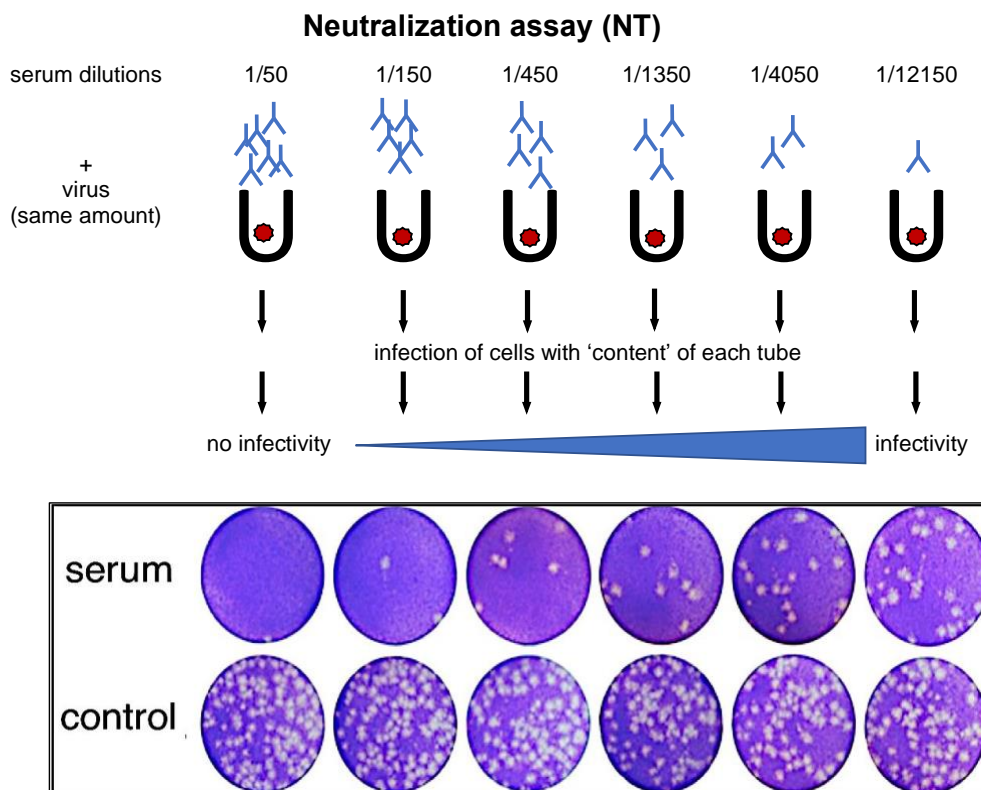 Neutralization assay (NT)
serum dilutions 1/50 1/150 1/450 1/1350 1/4050 1/12150
+
virus
(same amount)
infection of cells with ‘content’ of each tube
no infectivity infectivity
serum
control